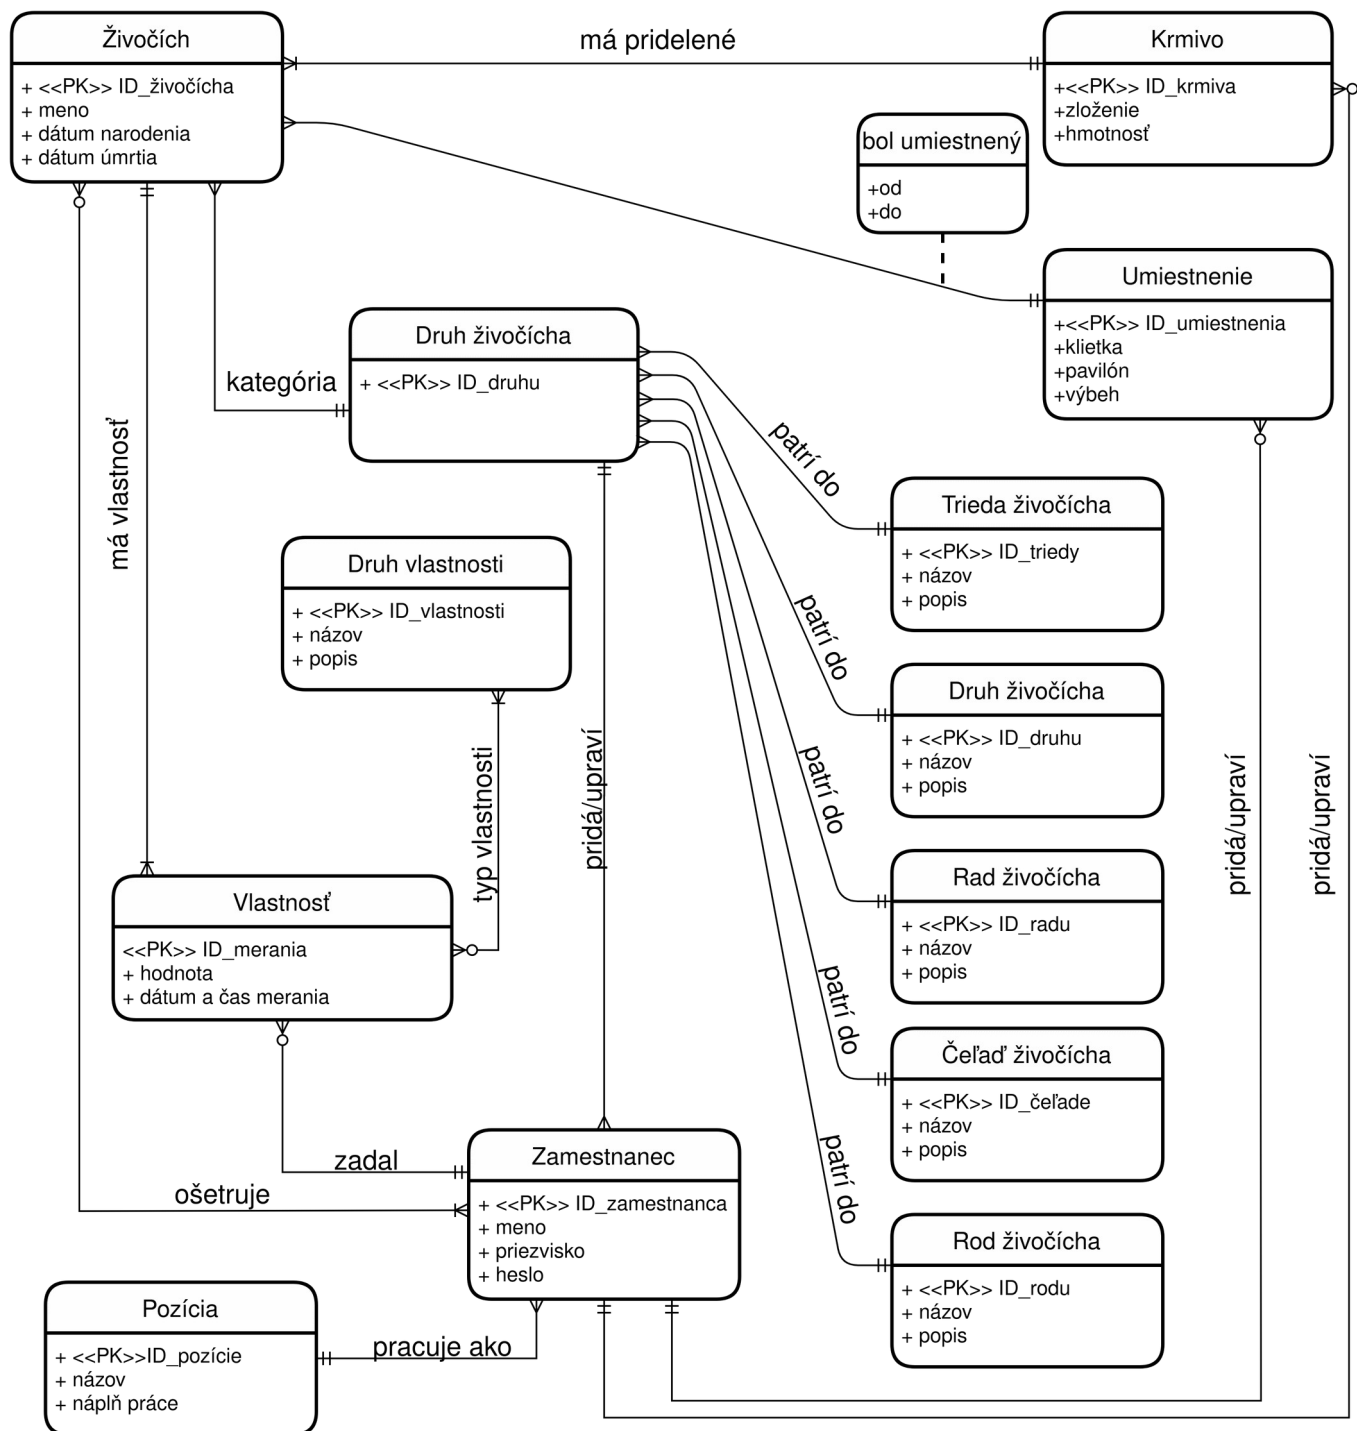 Živočích
+ <<PK>> ID_živočícha
+ meno
+ dátum narodenia
+ dátum úmrtia
má pridelené
Krmivo
+<<PK>> ID_krmiva
+zloženie
+hmotnosť
bol umiestnený
+od
+do
Umiestnenie
+<<PK>> ID_umiestnenia
+klietka
+pavilón
+výbeh
Druh živočícha
+ <<PK>> ID_druhu
kategória
má vlastnosť
patrí do
Trieda živočícha
+ <<PK>> ID_triedy
+ názov
+ popis
Druh vlastnosti
+ <<PK>> ID_vlastnosti
+ názov
+ popis
patrí do
Druh živočícha
+ <<PK>> ID_druhu
+ názov
+ popis
typ vlastnosti
pridá/upraví
patrí do
pridá/upraví
pridá/upraví
Rad živočícha
+ <<PK>> ID_radu
+ názov
+ popis
Vlastnosť
<<PK>> ID_merania
+ hodnota
+ dátum a čas merania
patrí do
Čeľaď živočícha
+ <<PK>> ID_čeľade
+ názov
+ popis
zadal
ošetruje
Zamestnanec
+ <<PK>> ID_zamestnanca
+ meno
+ priezvisko
+ heslo
patrí do
Rod živočícha
+ <<PK>> ID_rodu
+ názov
+ popis
Pozícia
+ <<PK>>ID_pozície
+ názov
+ náplň práce
pracuje ako